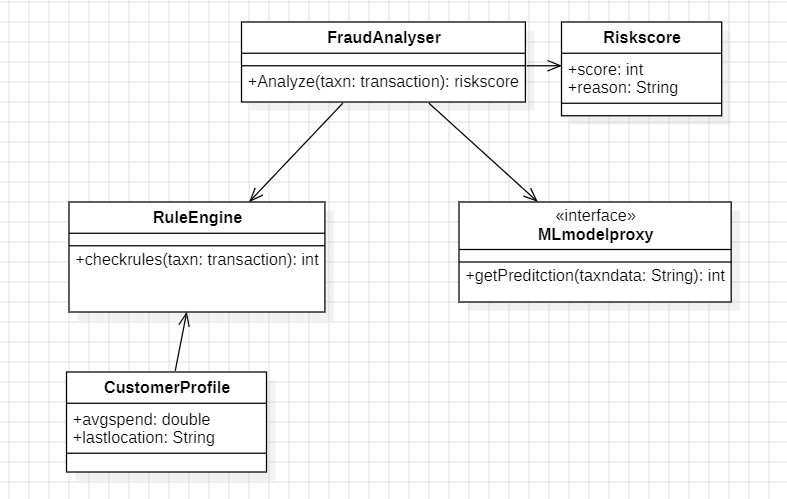 FraudAnalyser
+Analyze(taxn: transaction): riskscore
Riskscore
+score: int
+reason: String
RuleEngine
+checkrules(taxn: transaction): int
«interface»
MLmodelproxy
+getPreditction(taxndata: String): int
CustomerProfile
+avgspend: double
+lastlocation: String